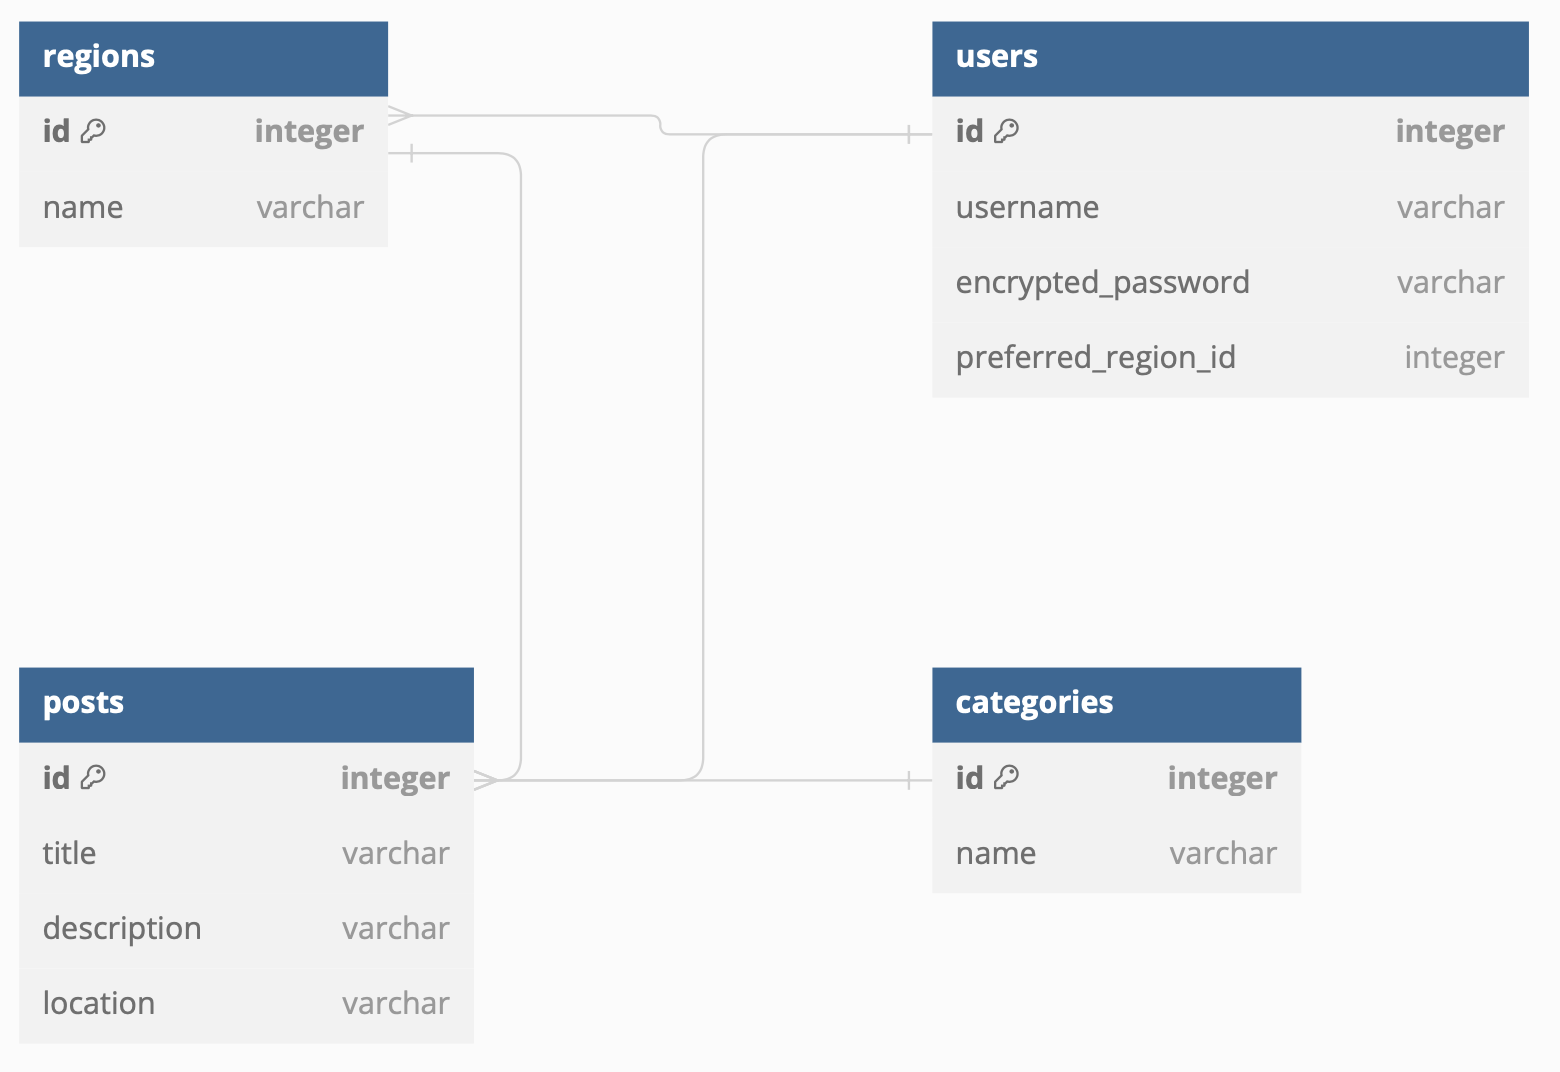 regions
id integer
name varchar
users
id integer
username varchar
encrypted_password varchar
preferred_region_id integer
posts
id integer
title varchar
description varchar
location varchar
categories
id integer
name varchar